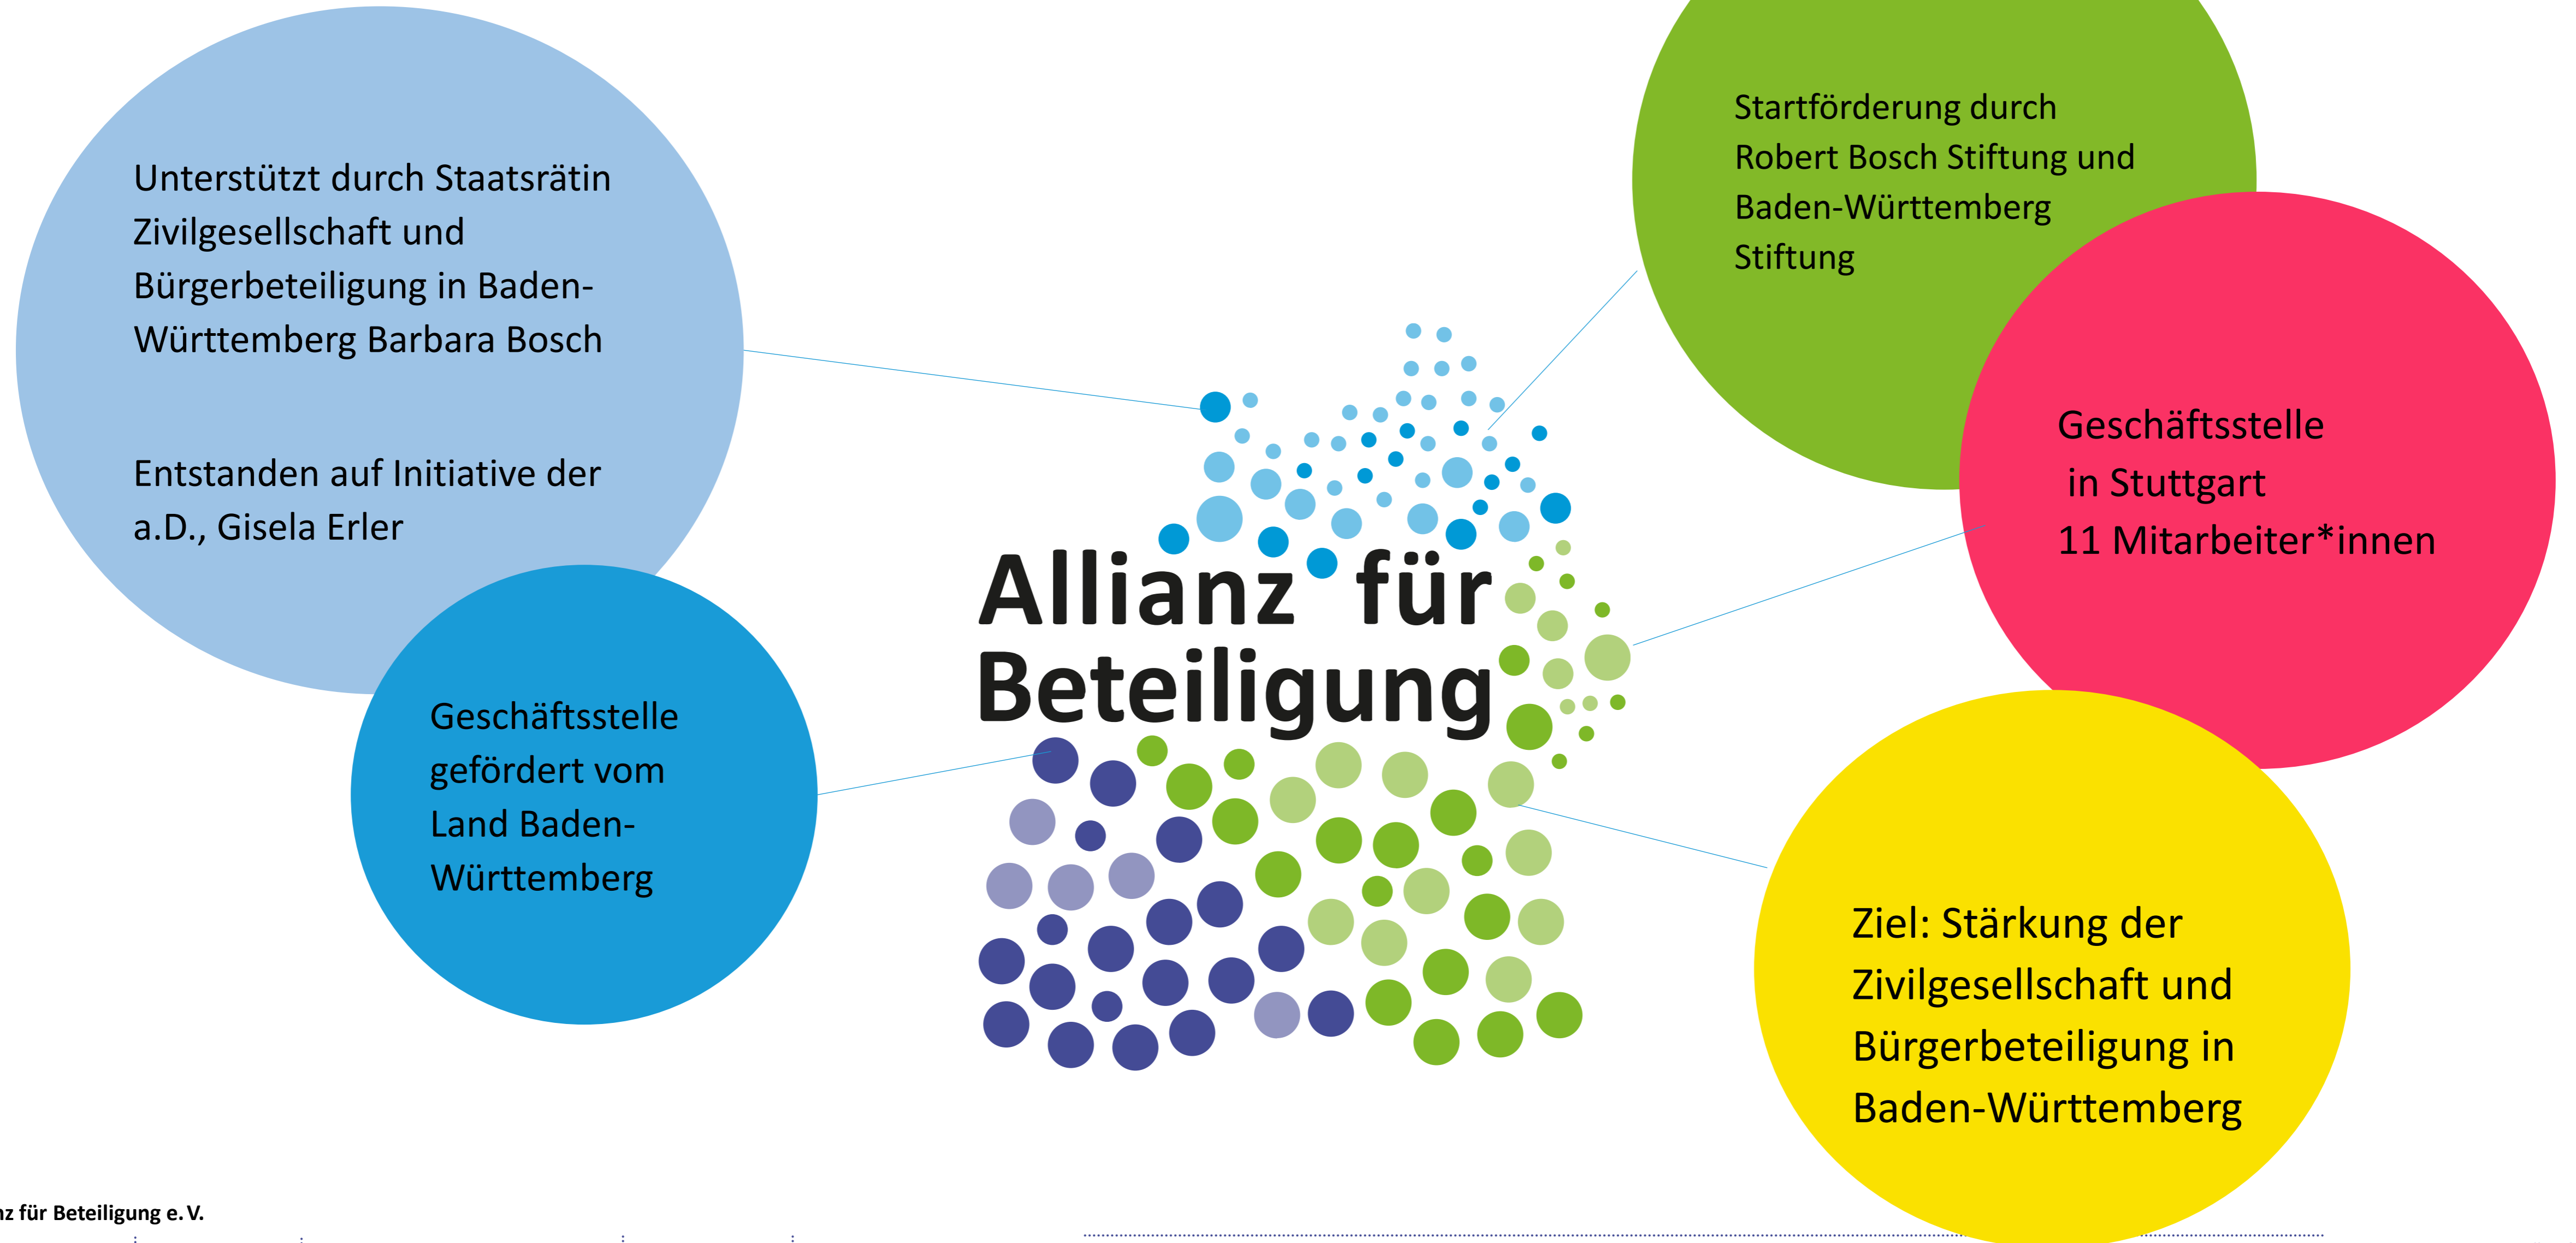 Unterstützt durch Staatsrätin
Zivilgesellschaft und
Bürgerbeteiligung in Baden-
Württemberg Barbara Bosch
Entstanden auf Initiative der
a.D., Gisela Erler
Geschäftsstelle
gefördert vom
Land Baden-
Württemberg
Allianz für
Beteiligung
Startförderung durch
Robert Bosch Stiftung und
Baden-Württemberg
Stiftung
Geschäftsstelle
in Stuttgart
11 Mitarbeiter*innen
Ziel: Stärkung der
Zivilgesellschaft und
Bürgerbeteiligung in
Baden-Württemberg
für Beteiligung e. V.